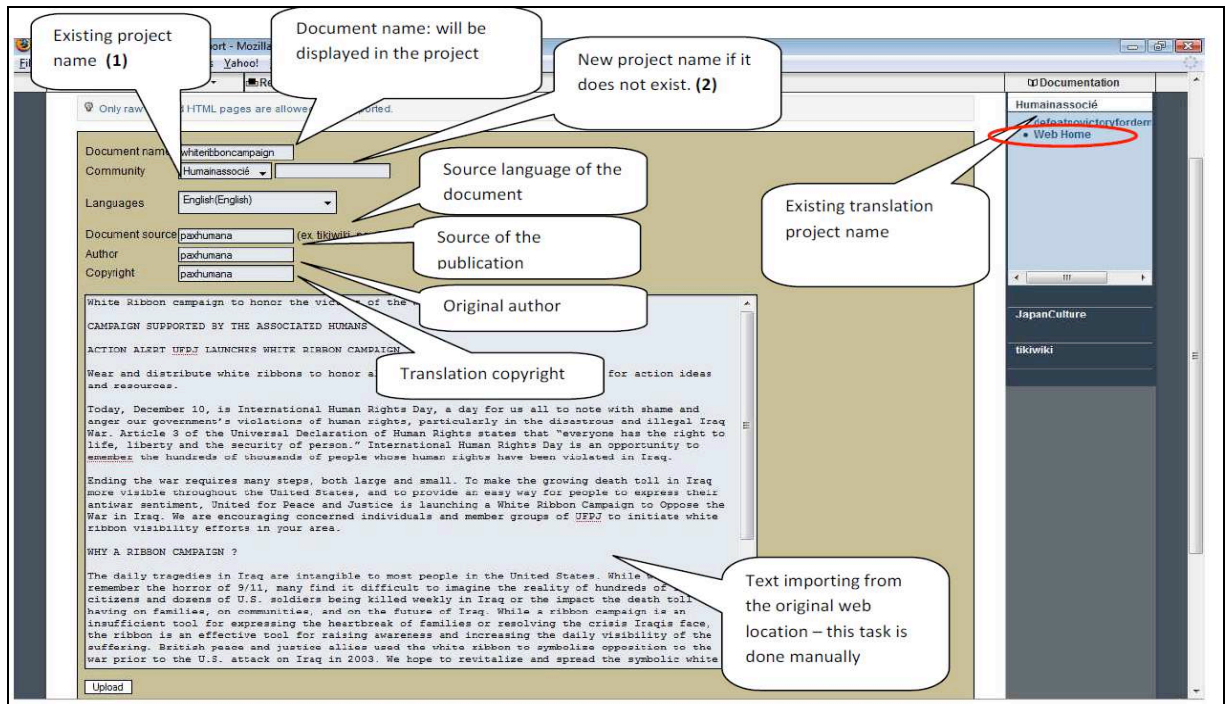 Existing project
name (1)
Document name: will be
displayed in the project
New project name if it
does not exist. (2)
Source language of the
document
Source of the
publication
Original author
Translation copyright
Existing translation
project name
Text importing from
the original web
location – this task is
done manually
ort - Mozilla
Yahoo!
Documentation
Only raw HTML pages are allowe
Document name whiteribboncampaign
Community Humainassocié
Languages English(English)
Document source paxhumana (ex. tikiwiki,
Author paxhumana
Copyright paxhumana
White Ribbon campaign to honor the victims of the
CAMPAIGN SUPPORTED BY THE ASSOCIATED HUMANS
ACTION ALERT UFPJ LAUNCHES WHITE RIBBON CAMPAIGN
Wear and distribute white ribbons to honor for action ideas
and resources.
Today, December 10, is International Human Rights Day, a day for us all to note with shame and
anger our government's violations of human rights, particularly in the disastrous and illegal Iraq
War. Article 3 of the Universal Declaration of Human Rights states that "everyone has the right to
life, liberty and the security of person." International Human Rights Day is an opportunity to
emember the hundreds of thousands of people whose human rights have been violated in Iraq.
Ending the war requires many steps, both large and small. To make the growing death toll in Iraq
more visible throughout the United States, and to provide an easy way for people to express their
antiwar sentiment, United for Peace and Justice is launching a White Ribbon Campaign to Oppose the
War in Iraq. We are encouraging concerned individuals and member groups of UFPJ to initiate white
ribbon visibility efforts in your area.
WHY A RIBBON CAMPAIGN ?
The daily tragedies in Iraq are intangible to most people in the United States. While
remember the horror of 9/11, many find it difficult to imagine the reality of hundreds of
citizens and dozens of U.S. soldiers being killed weekly in Iraq or the impact the death toll
having on families, on communities, and on the future of Iraq. While a ribbon campaign is an
insufficient tool for expressing the heartbreak of families or resolving the crisis Iraqis face,
the ribbon is an effective tool for raising awareness and increasing the daily visibility of the
suffering. British peace and justice allies used the white ribbon to symbolize opposition to the
war prior to the U.S. attack on Iraq in 2003. We hope to revitalize and spread the symbolic white
Upload
Humainassocié
defeatnovictoryfordem
Web Home
JapanCulture
tikiwiki